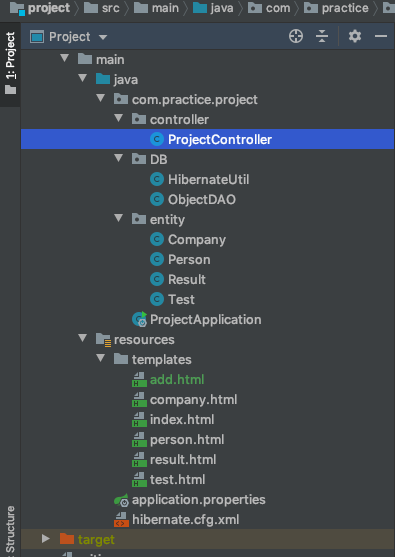 project › src › main › java › com › practice ›
1: Project
Project
main
java
com.practice.project
controller
ProjectController
DB
HibernateUtil
ObjectDAO
entity
Company
Person
Result
Test
ProjectApplication
resources
templates
add.html
company.html
index.html
person.html
result.html
test.html
application.properties
hibernate.cfg.xml
target
Structure